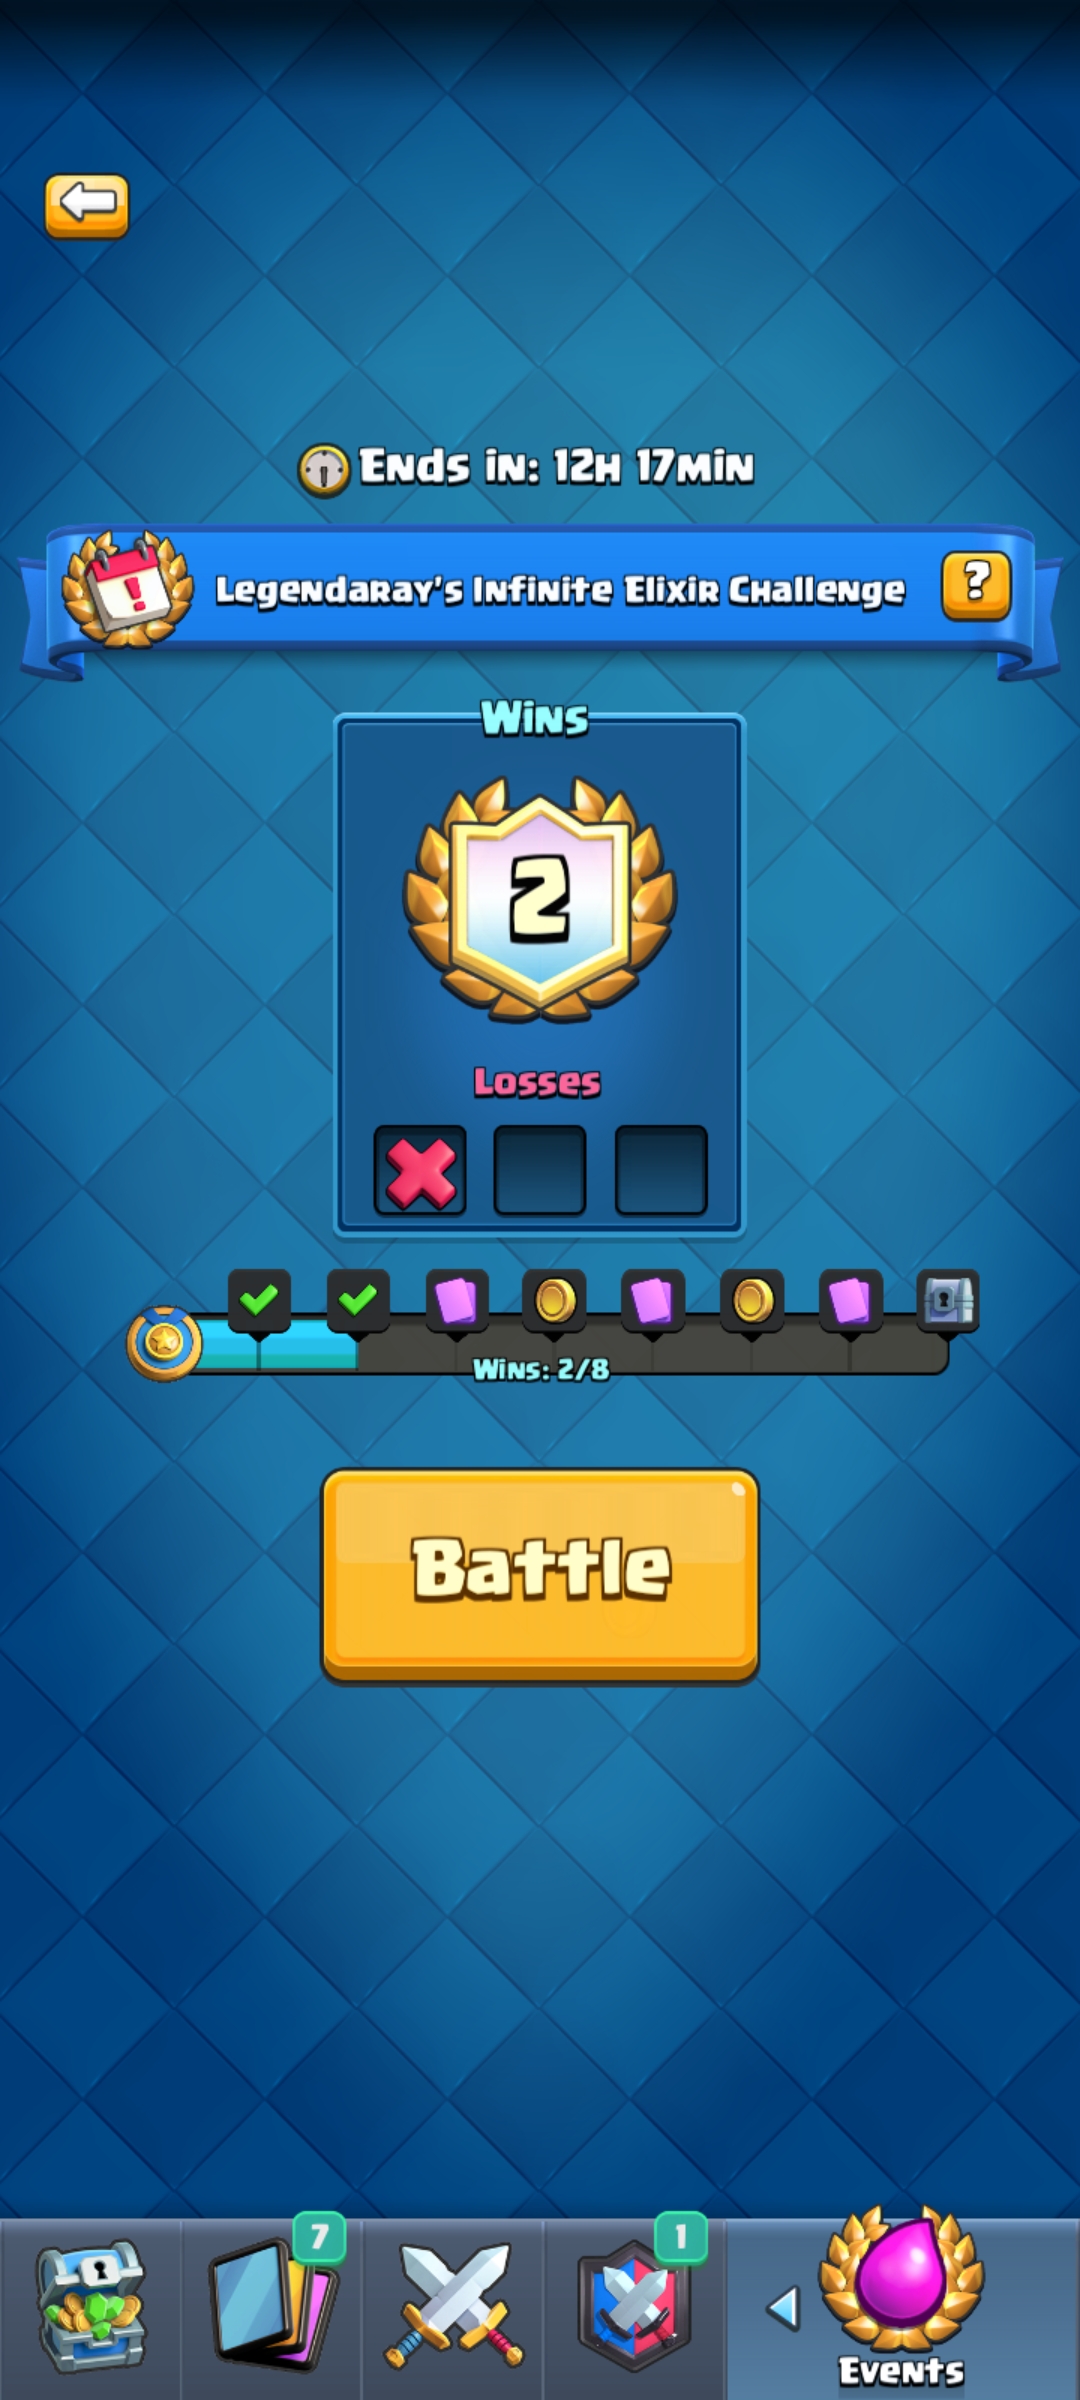 Ends in: 12h 17min
LegendaRay's Infinite Elixir Challenge
?
Wins
2
Losses
Wins: 2/8
Battle
7
1
Events